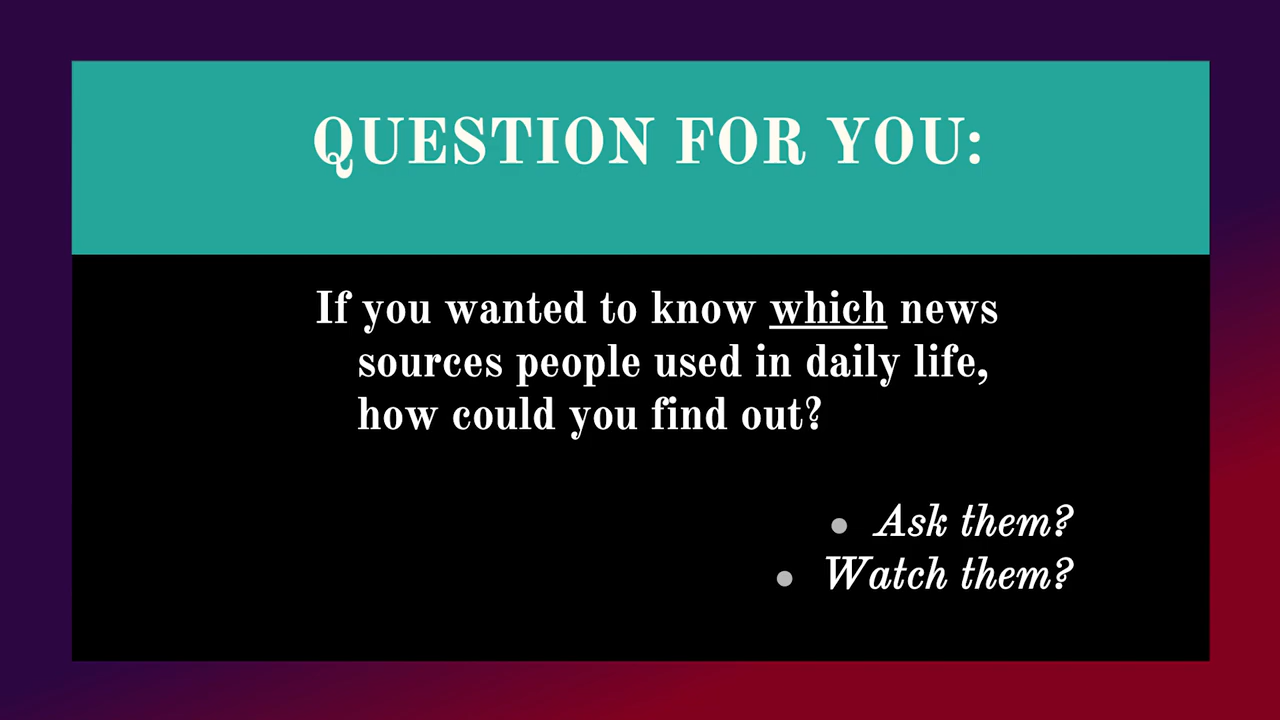 QUESTION FOR YOU:
If you wanted to know which news
sources people used in daily life,
how could you find out?
● Ask them?
● Watch them?